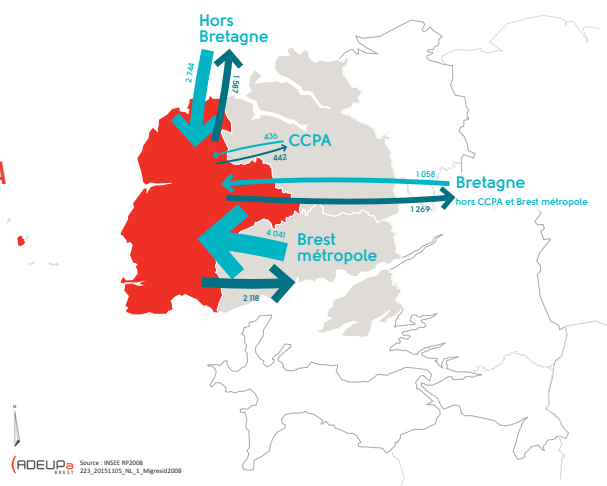 Hors
Bretagne
2 744
1 587
436
CCPA
442
1 058
Bretagne
hors CCPA et Brest métropole
1 269
4 041
Brest
métropole
2 118
N
ADEUPa
BREST
Source : INSEE RP2008
223_20151105_NL_1_Migresid2008